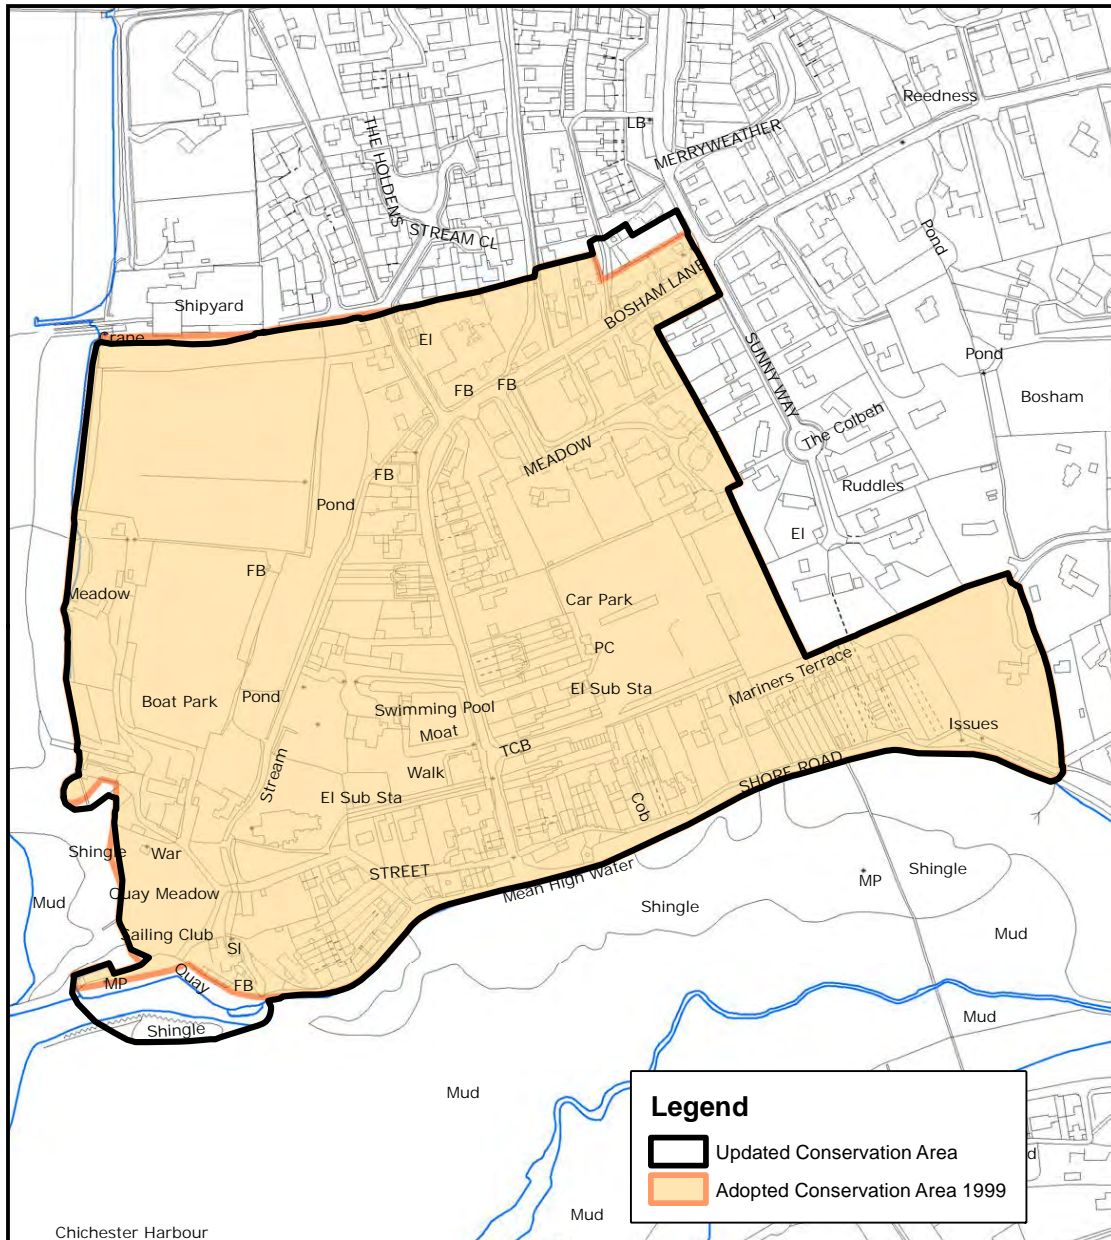 Reedness
LB
MERRYWEATHER
THE HOLDENS
STREAM CL
Pond
Shipyard
Crane
BOSHAM LANE
El
SUNNY WAY
Pond
Bosham
FB
FB
The Colbeh
MEADOW
FB
Pond
Ruddles
El
FB
Meadow
Car Park
PC
Mariners Terrace
El Sub Sta
Boat Park
Pond
Swimming Pool
Moat
Issues
TCB
Stream
Walk
SHORE ROAD
El Sub Sta
Cob
Shingle
War
STREET
Mean High Water
Shingle
MP
Quay Meadow
Mud
Shingle
Sailing Club
SI
Mud
Quay
MP
FB
Shingle
Mud
Mud
Legend
Updated Conservation Area
Adopted Conservation Area 1999
d
Mud
Chichester Harbour